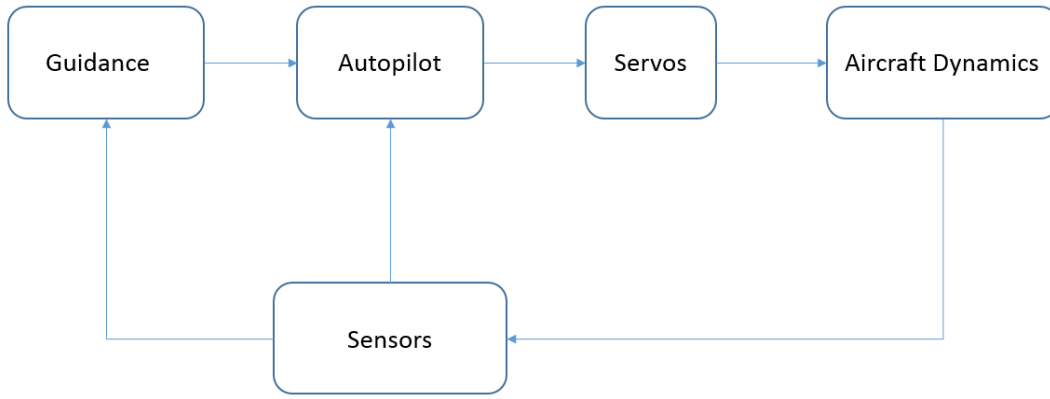 Guidance
Autopilot
Servos
Aircraft Dynamics
Sensors